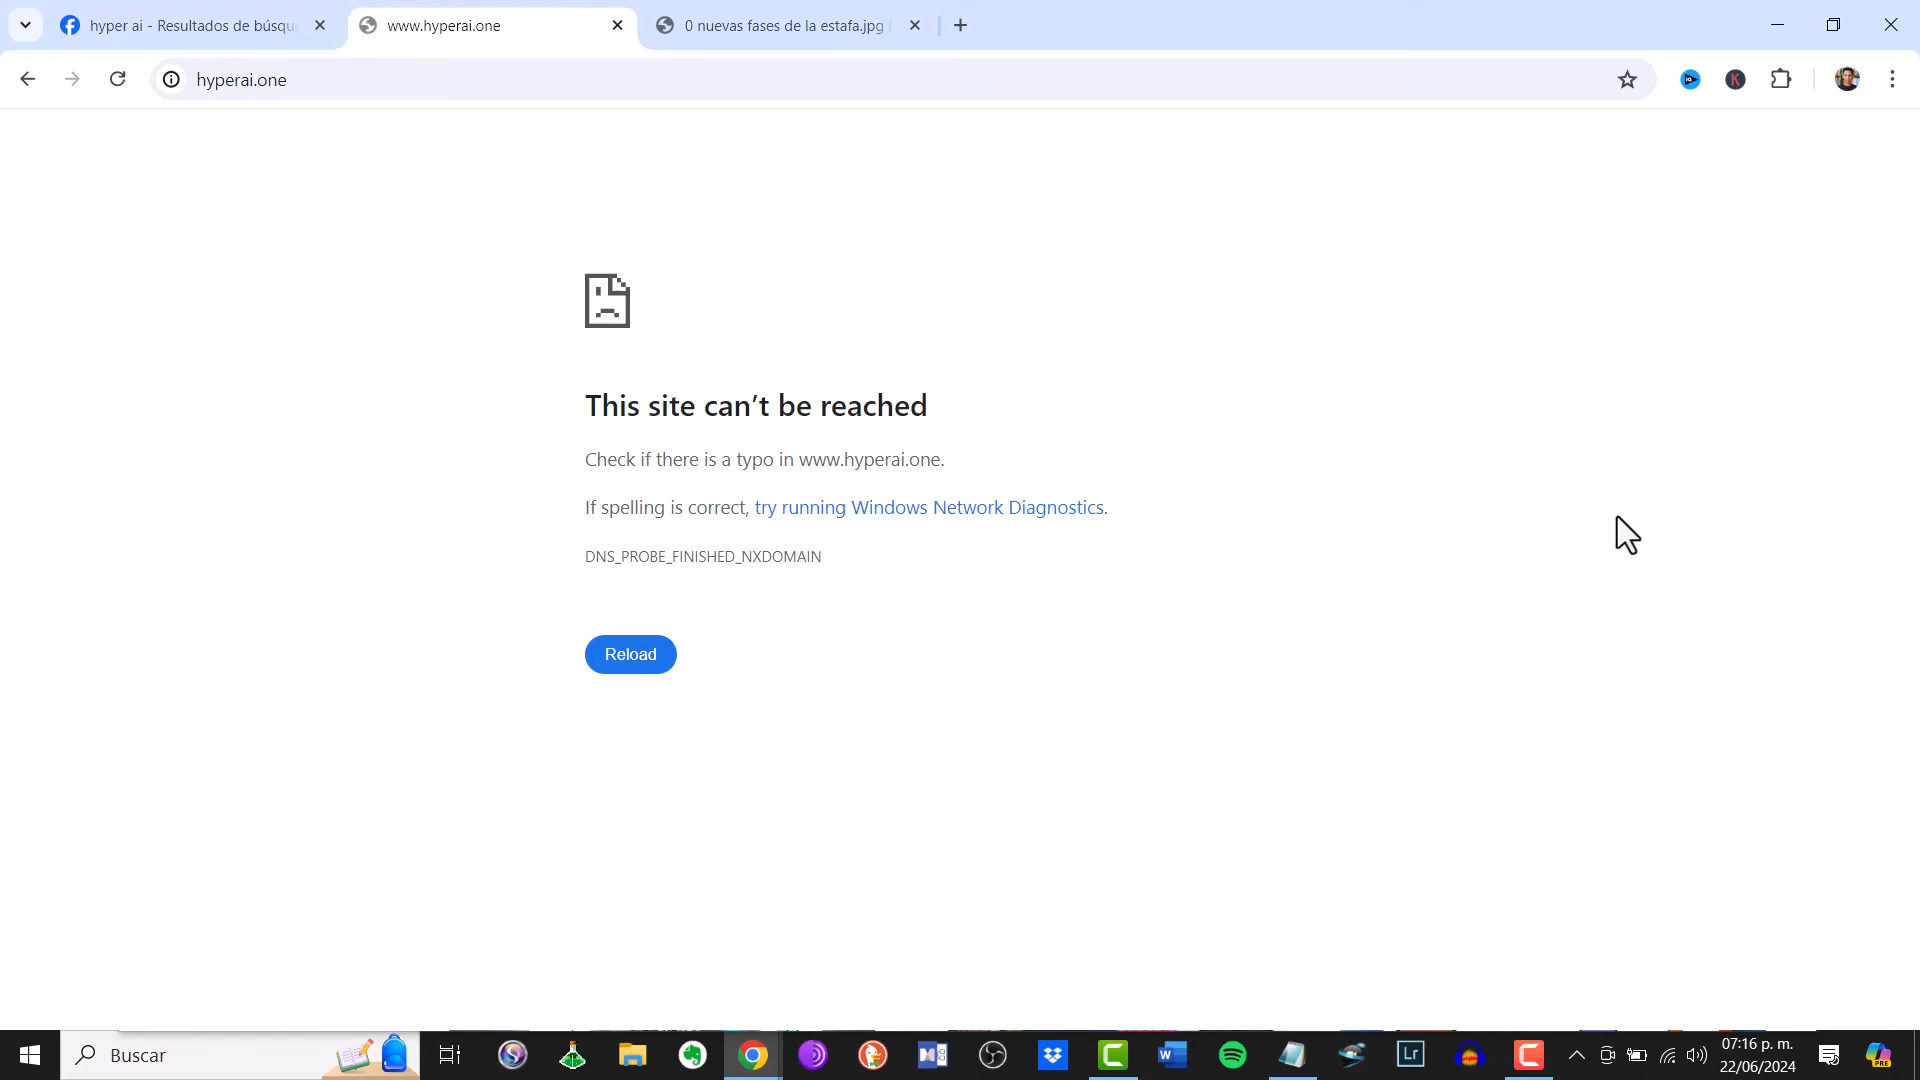 hyper ai - Resultados de búsqu
www.hyperai.one
0 nuevas fases de la estafa.jpg
hyperai.one
K
This site can’t be reached
Check if there is a typo in www.hyperai.one.
If spelling is correct, try running Windows Network Diagnostics.
DNS_PROBE_FINISHED_NXDOMAIN
Reload
Buscar
Lr
07:16 p. m.
22/06/2024
PRE